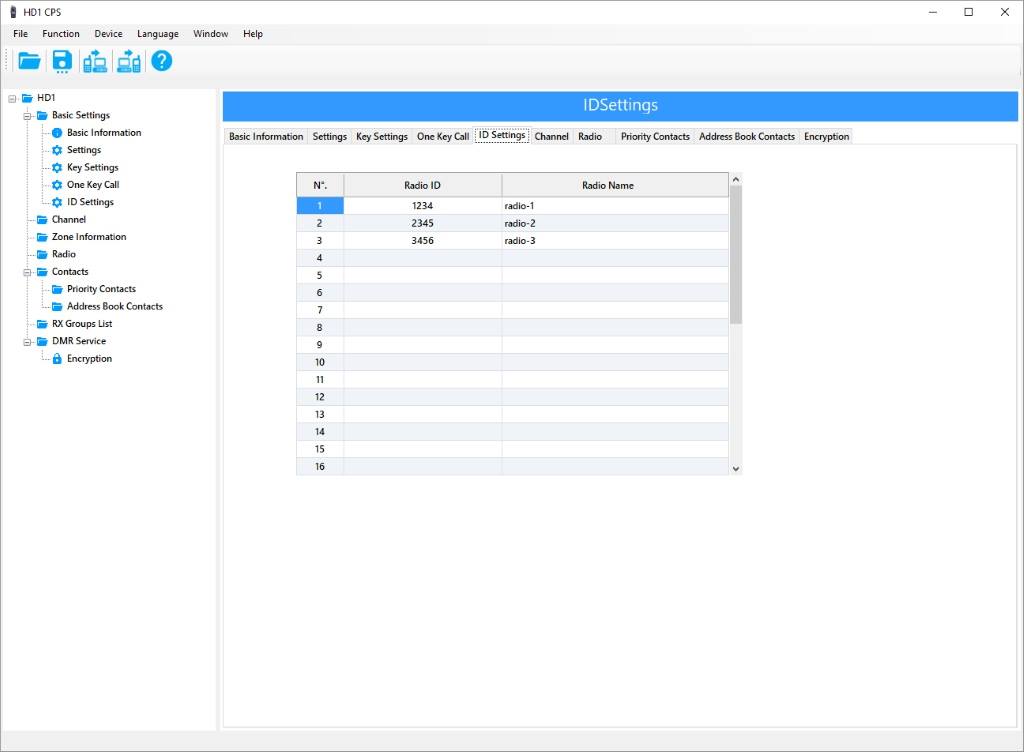 HD1 CPS
File Function Device Language Window Help
HD1
Basic Settings
Basic Information
Settings
Key Settings
One Key Call
ID Settings
Channel
Zone Information
Radio
Contacts
Priority Contacts
Address Book Contacts
RX Groups List
DMR Service
Encryption
IDSettings
Basic Information Settings Key Settings One Key Call ID Settings Channel Radio Priority Contacts Address Book Contacts Encryption
N°. Radio ID Radio Name
1 1234 radio-1
2 2345 radio-2
3 3456 radio-3
4
5
6
7
8
9
10
11
12
13
14
15
16